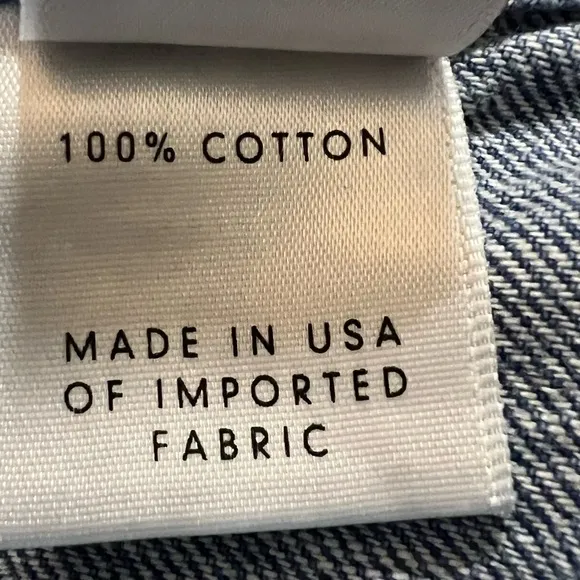 100% COTTON
MADE IN USA
OF IMPORTED
FABRIC